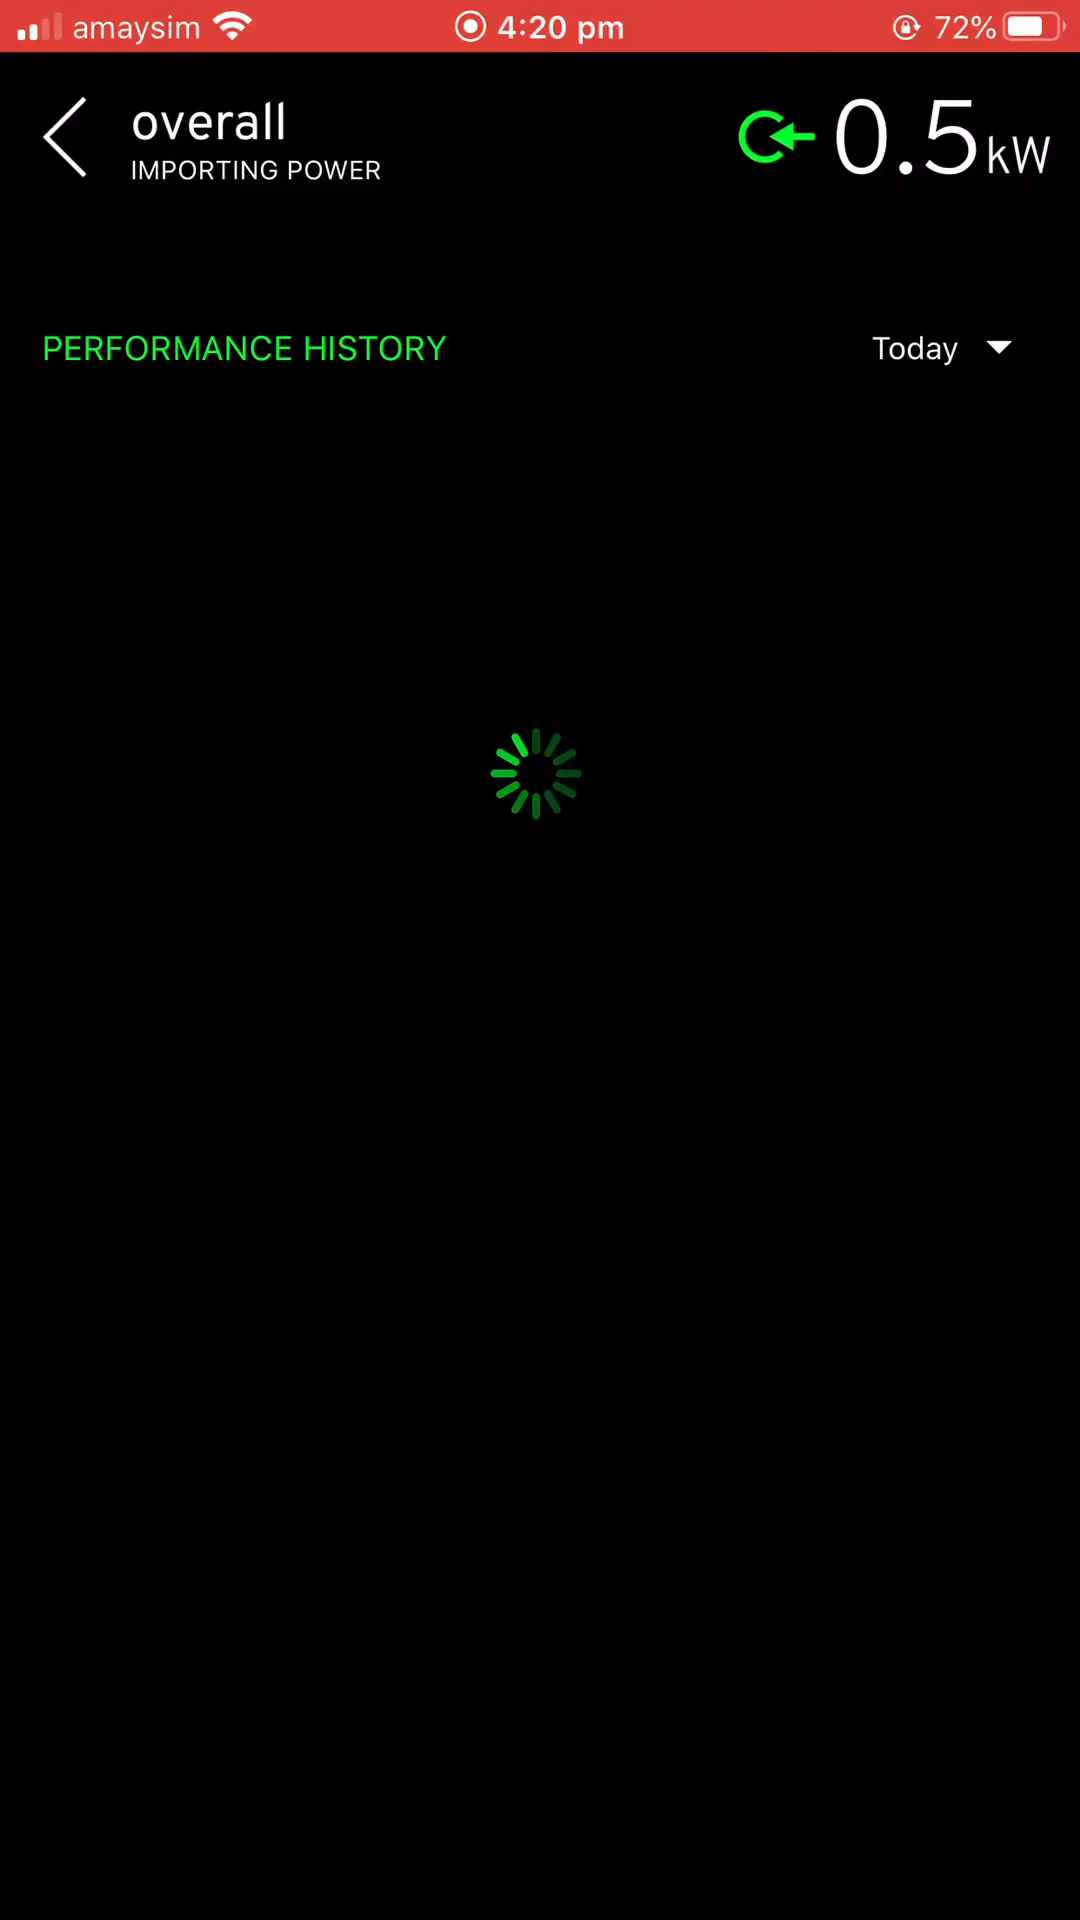 amaysim 4:20 pm 72%
overall
IMPORTING POWER
0.5kW
PERFORMANCE HISTORY Today